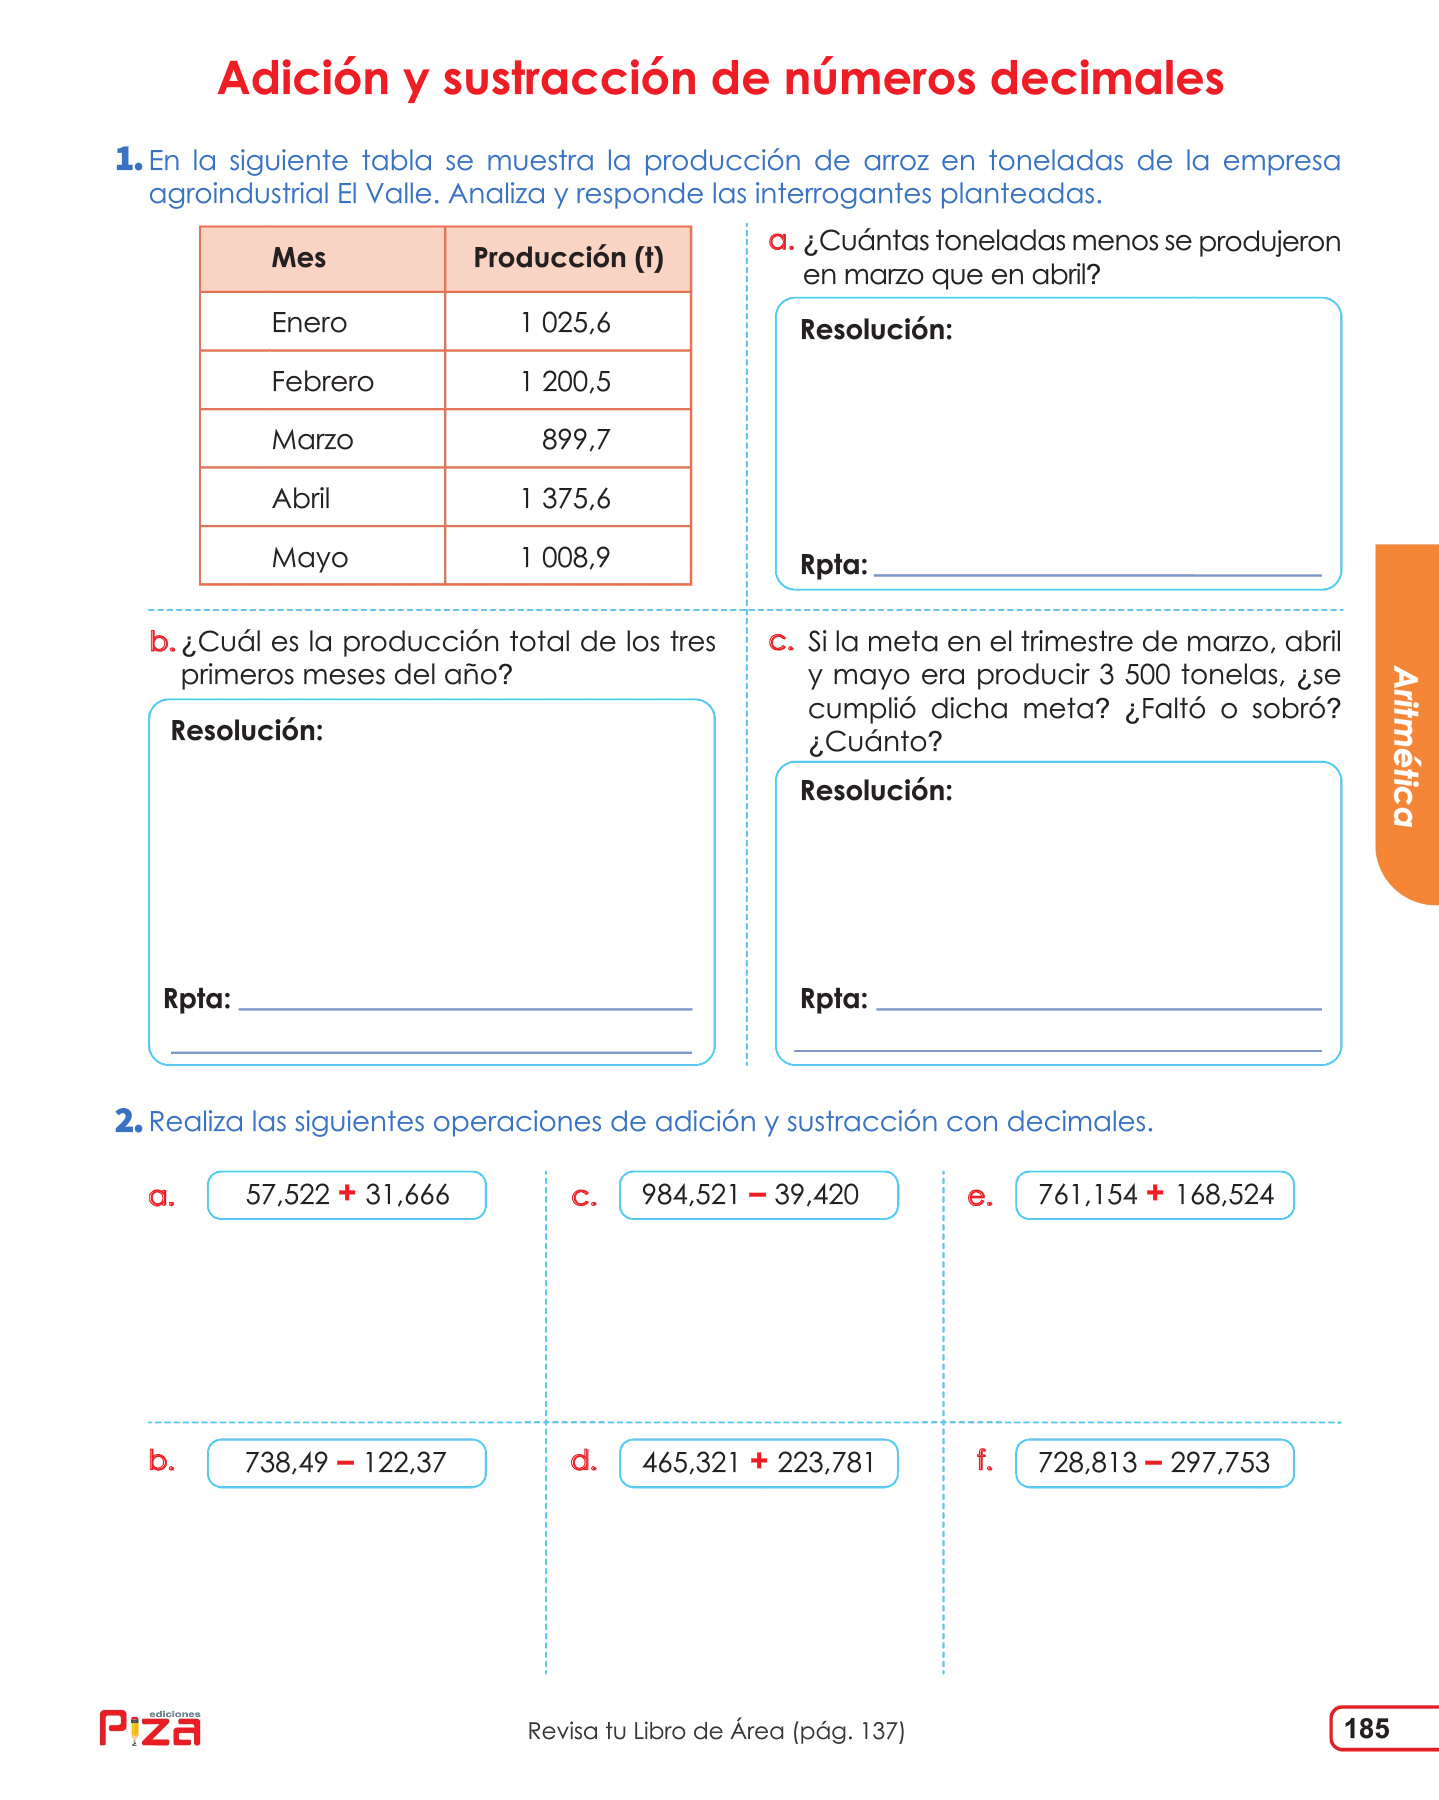 Adición y sustracción de números decimales
1. En la siguiente tabla se muestra la producción de arroz en toneladas de la empresa
agroindustrial El Valle. Analiza y responde las interrogantes planteadas.
Mes Producción (t)
Enero 1 025,6
Febrero 1 200,5
Marzo 899,7
Abril 1 375,6
Mayo 1 008,9
a. ¿Cuántas toneladas menos se produjeron
en marzo que en abril?
Resolución:
Rpta:
b. ¿Cuál es la producción total de los tres
primeros meses del año?
Resolución:
Rpta:
c. Si la meta en el trimestre de marzo, abril
y mayo era producir 3 500 tonelas, ¿se
cumplió dicha meta? ¿Faltó o sobró?
¿Cuánto?
Resolución:
Rpta:
Aritmética
2. Realiza las siguientes operaciones de adición y sustracción con decimales.
a. 57,522 + 31,666
c. 984,521 – 39,420
e. 761,154 + 168,524
b. 738,49 – 122,37
d. 465,321 + 223,781
f. 728,813 – 297,753
ediciones
Piza
Revisa tu Libro de Área (pág. 137)
185